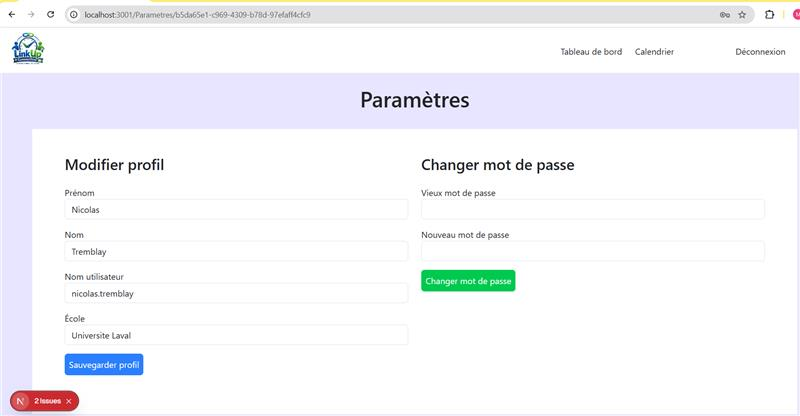 localhost:3001/Parametres/b5da65e1-c969-4309-b78d-97efaff4cfc9
LinkUp
Tableau de bord Calendrier Déconnexion
Paramètres
Modifier profil
Changer mot de passe
Prénom
Nicolas
Nom
Tremblay
Nom utilisateur
nicolas.tremblay
École
Universite Laval
Sauvegarder profil
Vieux mot de passe
Nouveau mot de passe
Changer mot de passe
N 2 Issues